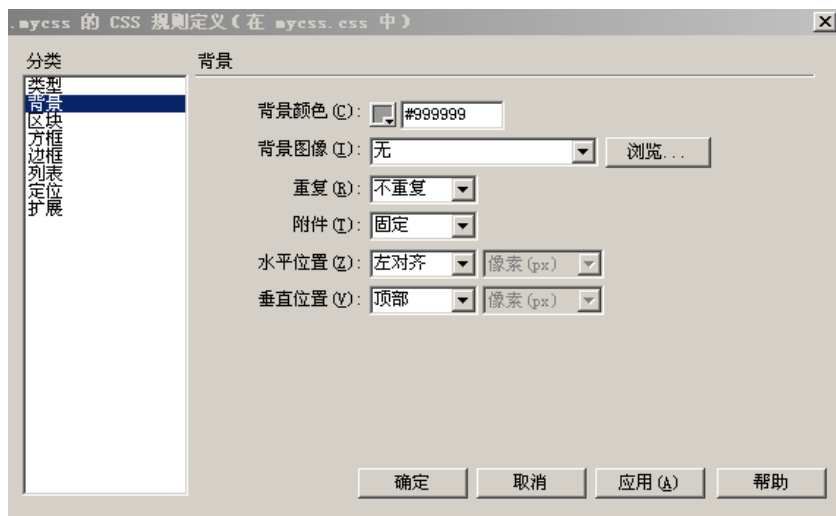 .mycss 的 CSS 规则定义(在 mycss.css 中)
分类
类型
背景
区块
方框
边框
列表
定位
扩展
背景
背景颜色(C): #999999
背景图像(I): 无 浏览...
重复(R): 不重复
附件(T): 固定
水平位置(Z): 左对齐 像素(px)
垂直位置(V): 顶部 像素(px)
确定 取消 应用(A) 帮助